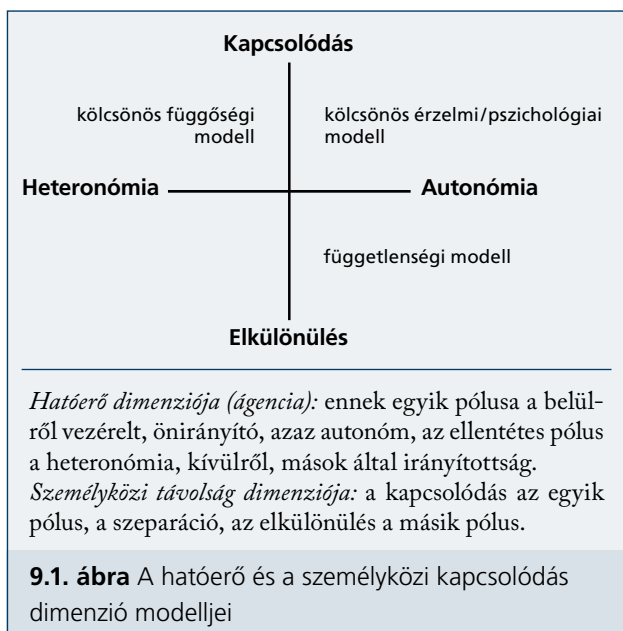 Kapcsolódás
kölcsönös függőségi
modell
kölcsönös érzelmi/pszichológiai
modell
Heteronómia
Autonómia
függetlenségi modell
Elkülönülés
Hatóerő dimenziója (ágencia): ennek egyik pólusa a belül-
ről vezérelt, önirányító, azaz autonóm, az ellentétes pólus
a heteronómia, kívülről, mások által irányítottság.
Személyközi távolság dimenziója: a kapcsolódás az egyik
pólus, a szeparáció, az elkülönülés a másik pólus.
9.1. ábra A hatóerő és a személyközi kapcsolódás
dimenzió modelljei